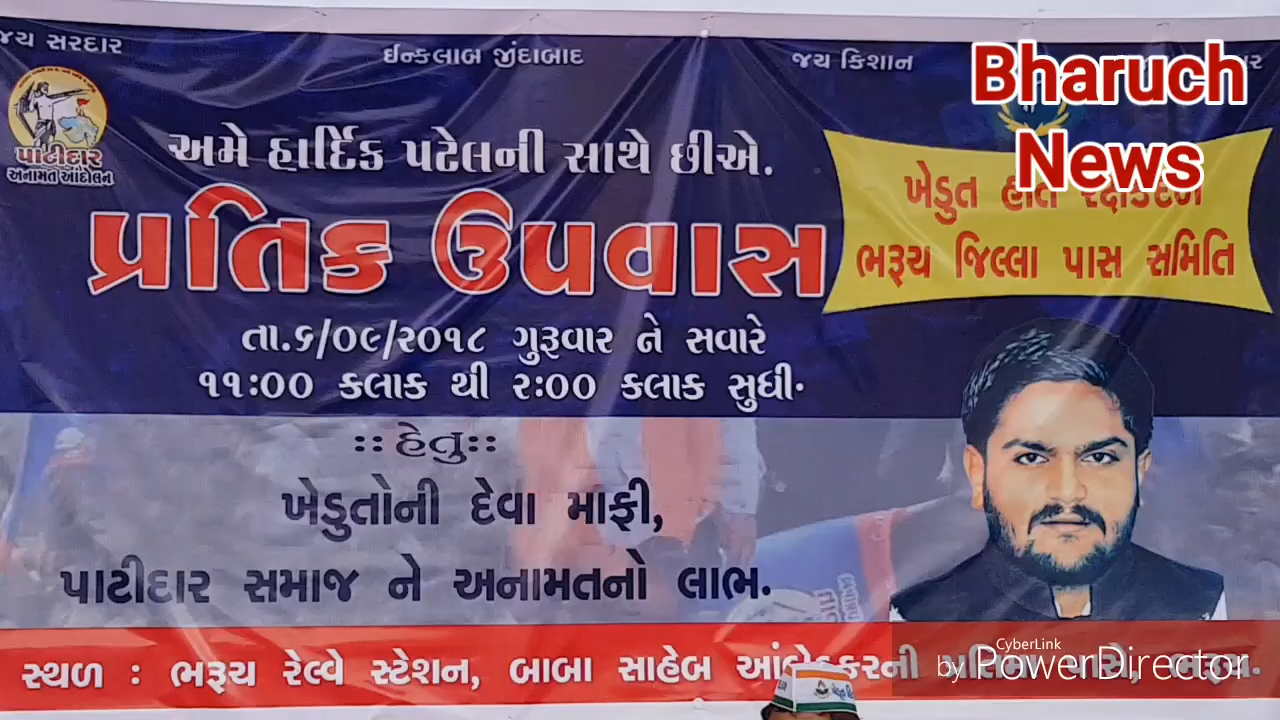 જય સરદાર
ઈન્કલાબ જીંદાબાદ
જય કિશાન
Bharuch
News
પાટીદાર
અનામત આંદોલન
અમે હાર્દિક પટેલની સાથે છીએ.
પ્રતિક ઉપવાસ
ખેડુત
ભરૂચ જિલ્લા પાસ સમિતિ
તા.૬/૦૯/૨૦૧૮ ગુરૂવાર ને સવારે
૧૧:૦૦ કલાક થી ૨:૦૦ કલાક સુધી.
::હેતુ::
ખેડુતોની દેવા માફી,
પાટીદાર સમાજ ને અનામતનો લાભ.
સ્થળ : ભરૂચ રેલ્વે સ્ટેશન, બાબા સાહેબ
CyberLink
by PowerDirector